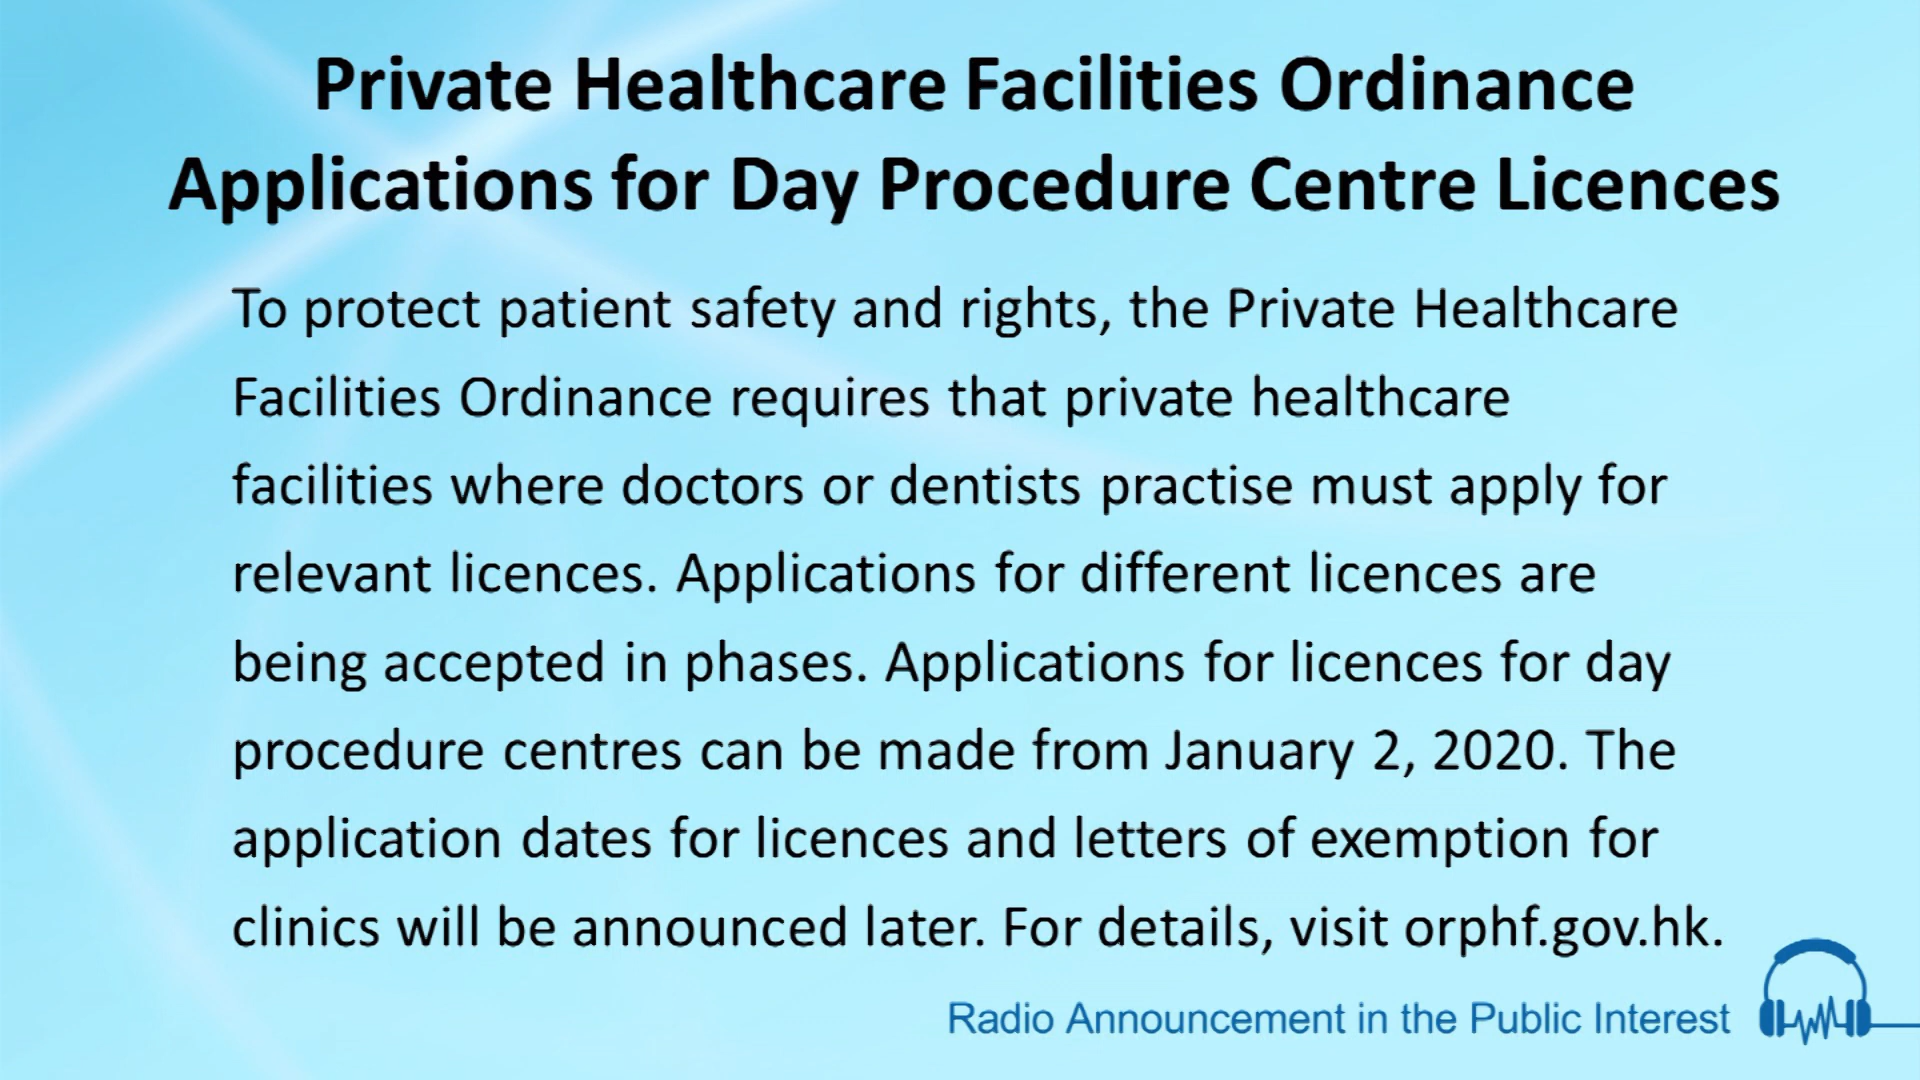 Private Healthcare Facilities Ordinance
Applications for Day Procedure Centre Licences
To protect patient safety and rights, the Private Healthcare
Facilities Ordinance requires that private healthcare
facilities where doctors or dentists practise must apply for
relevant licences. Applications for different licences are
being accepted in phases. Applications for licences for day
procedure centres can be made from January 2, 2020. The
application dates for licences and letters of exemption for
clinics will be announced later. For details, visit orphf.gov.hk.
Radio Announcement in the Public Interest